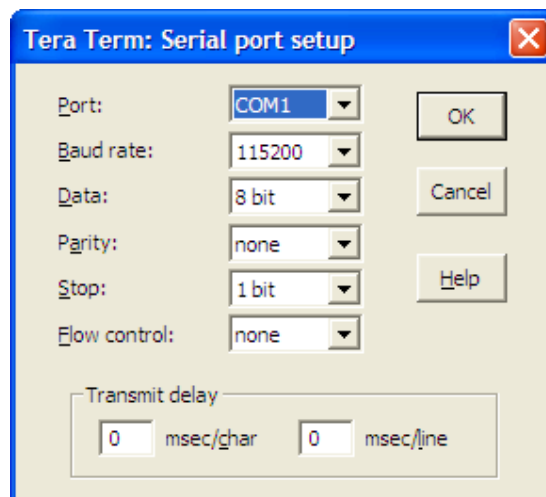 Tera Term: Serial port setup
Port: COM1 OK
Baud rate: 115200
Data: 8 bit Cancel
Parity: none
Stop: 1 bit Help
Flow control: none
Transmit delay
0 msec/char 0 msec/line